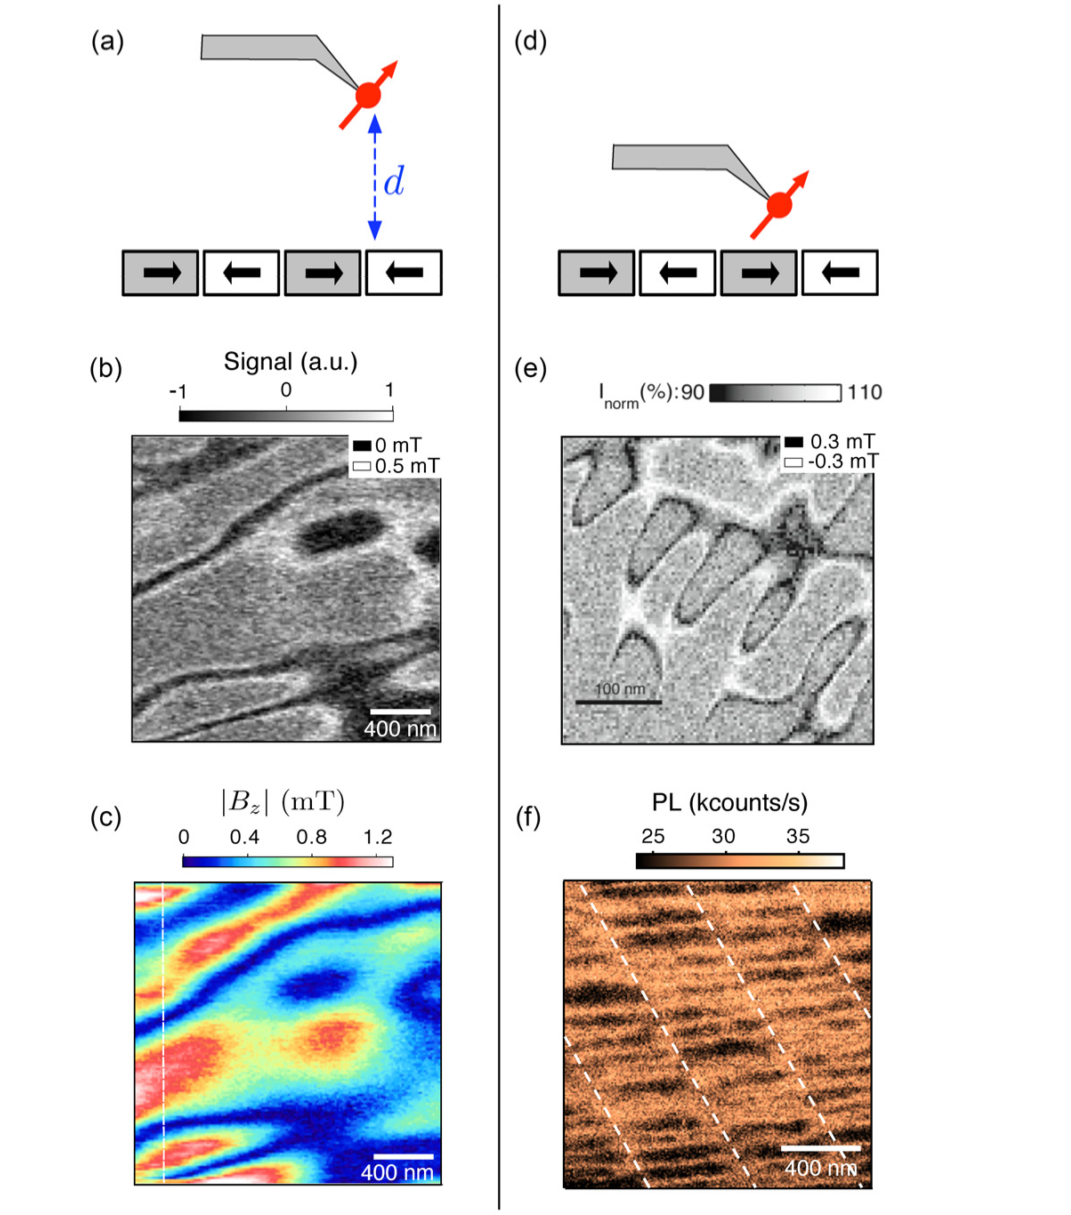 (a)
d
(b)
Signal (a.u.)
-1 0 1
0 mT
0.5 mT
400 nm
(c)
|Bz| (mT)
0 0.4 0.8 1.2
400 nm
(d)
(e)
Inorm(%):90 110
0.3 mT
-0.3 mT
100 nm
(f)
PL (kcounts/s)
25 30 35
400 nm